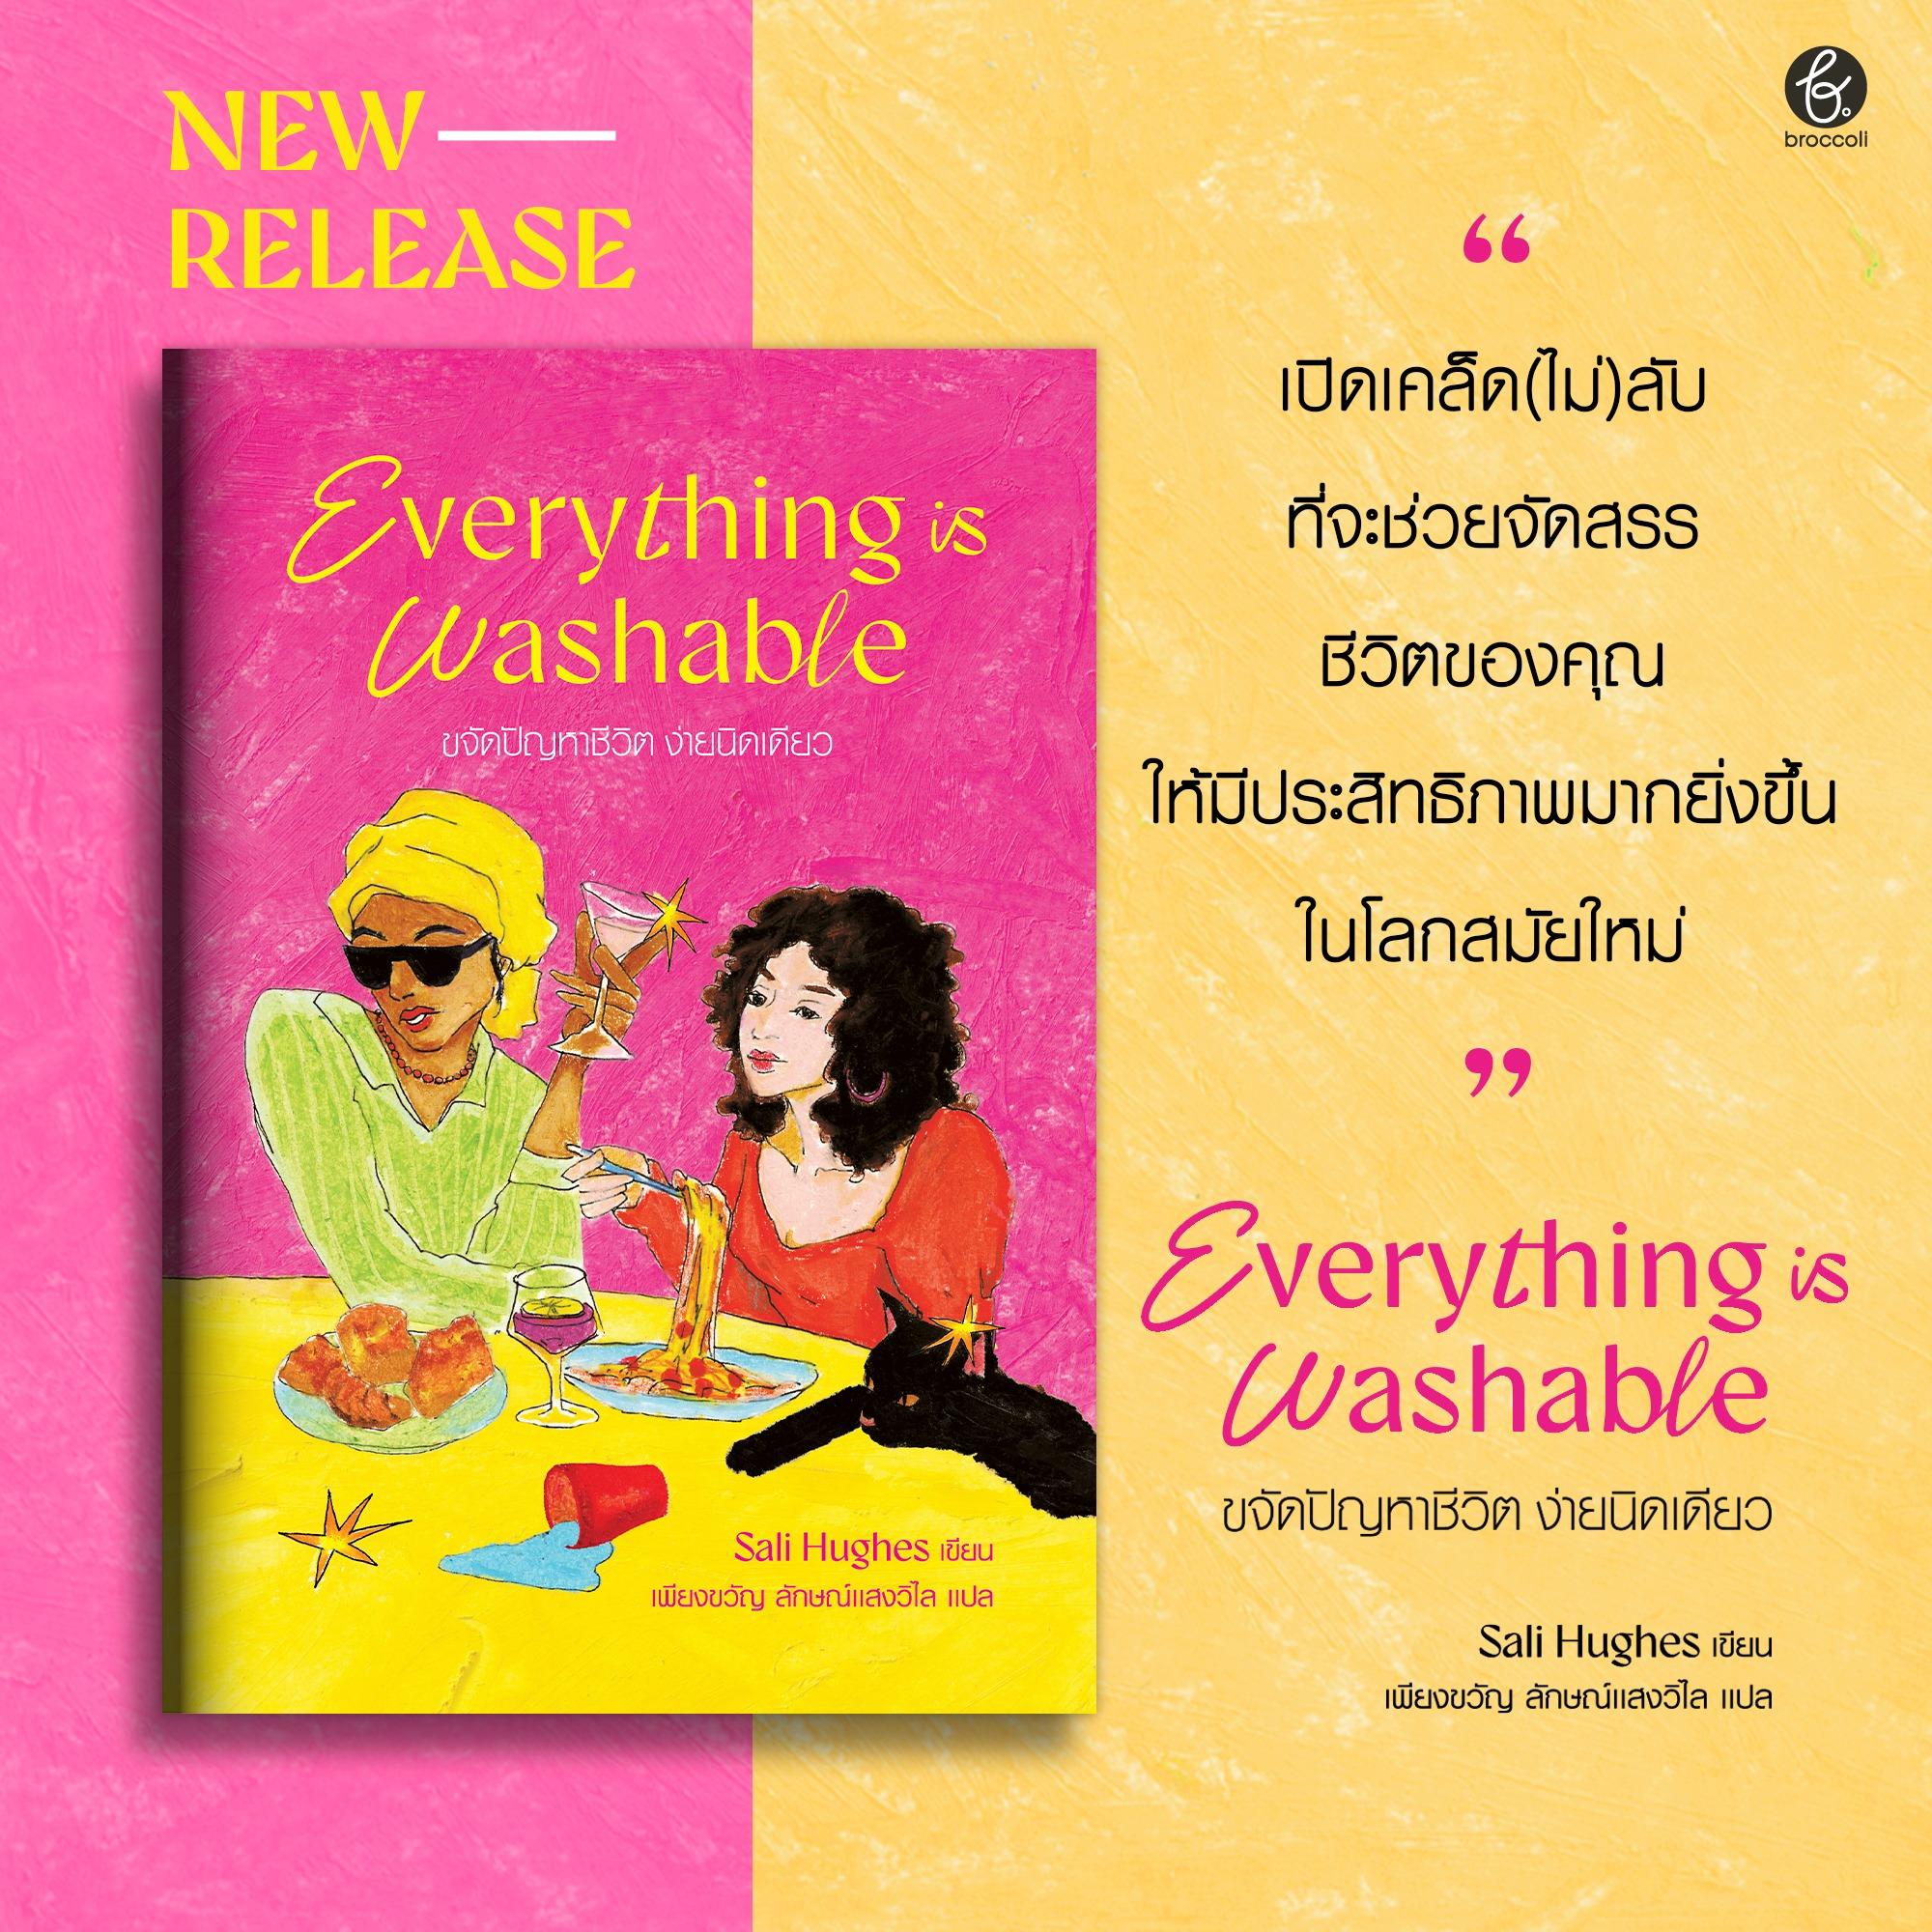 NEW
RELEASE
Everything is
Washable
ขจัดปัญหาชีวิต ง่ายนิดเดียว
Sali Hughes เขียน
เพียงขวัญ ลักษณ์แสงวิไล แปล
broccoli
“
เปิดเคล็ด(ไม่)ลับ
ที่จะช่วยจัดสรร
ชีวิตของคุณ
ให้มีประสิทธิภาพมากยิ่งขึ้น
ในโลกสมัยใหม่
”
Everything is
Washable
ขจัดปัญหาชีวิต ง่ายนิดเดียว
Sali Hughes เขียน
เพียงขวัญ ลักษณ์แสงวิไล แปล